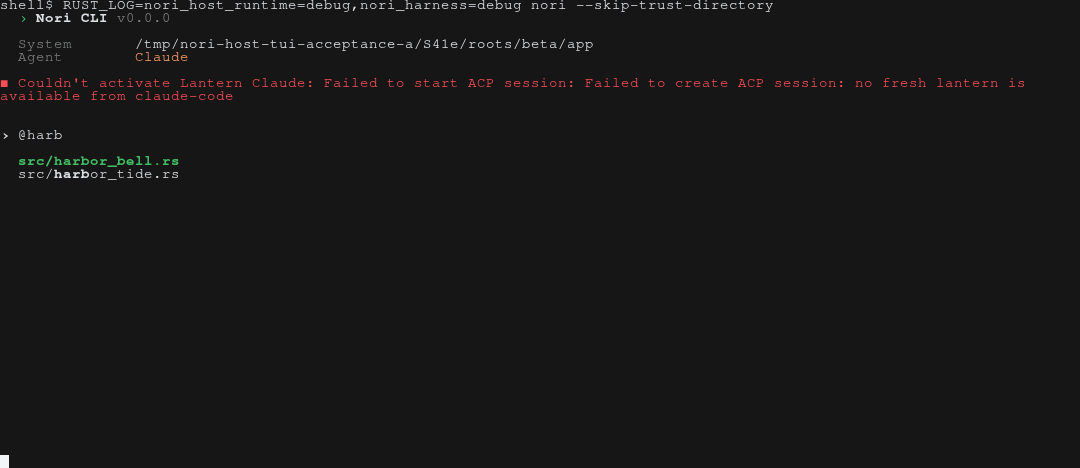 shell$ RUST_LOG=nori_host_runtime=debug,nori_harness=debug nori --skip-trust-directory
› Nori CLI v0.0.0
System /tmp/nori-host-tui-acceptance-a/S41e/roots/beta/app
Agent Claude
■ Couldn't activate Lantern Claude: Failed to start ACP session: Failed to create ACP session: no fresh lantern is
available from claude-code
› @harb
src/harbor_bell.rs
src/harbor_tide.rs